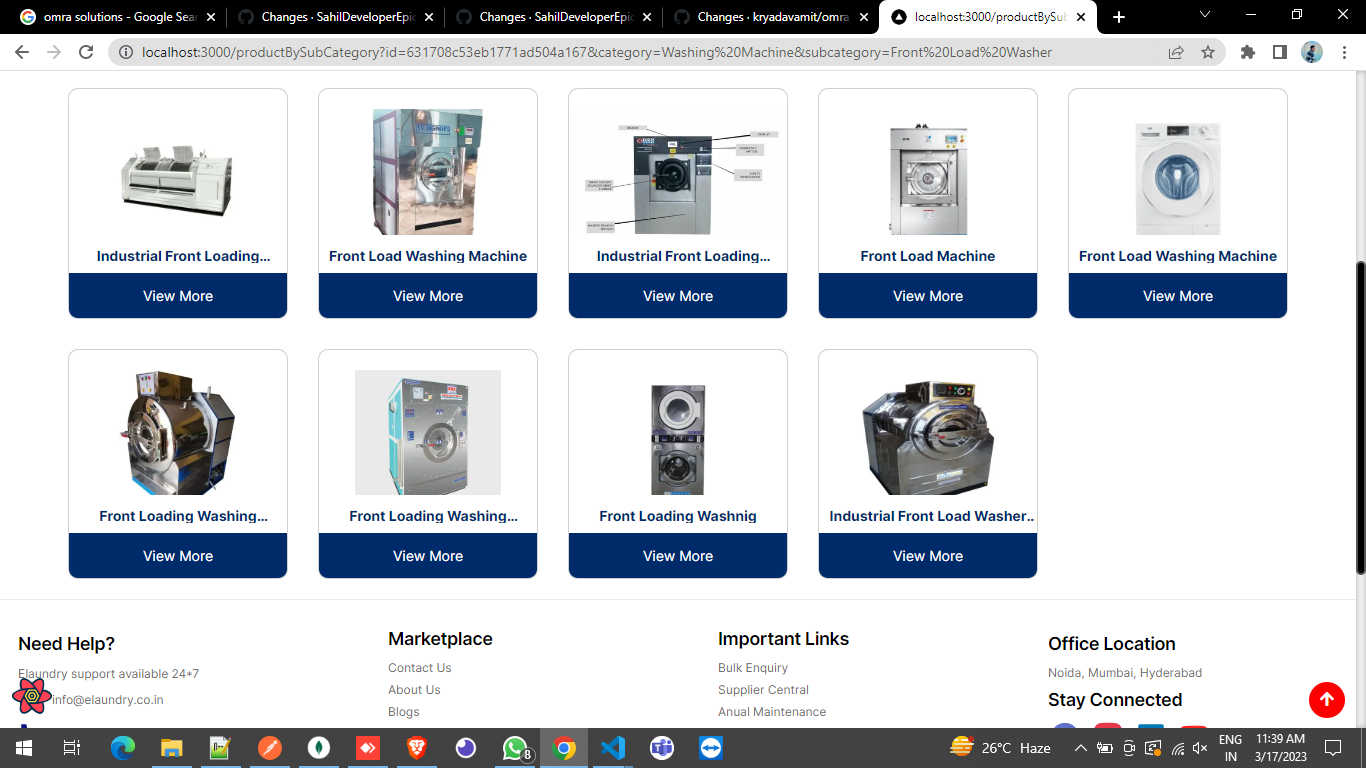 omra solutions - Google Sear
Changes · SahilDeveloperEpic
Changes · SahilDeveloperEpic
Changes · kryadavamit/omra
localhost:3000/productBySub
localhost:3000/productBySubCategory?id=631708c53eb1771ad504a167&category=Washing%20Machine&subcategory=Front%20Load%20Washer
Industrial Front Loading...
Front Load Washing Machine
Industrial Front Loading...
Front Load Machine
Front Load Washing Machine
View More
View More
View More
View More
View More
Front Loading Washing...
Front Loading Washing...
Front Loading Washnig
Industrial Front Load Washer...
View More
View More
View More
View More
Need Help?
Elaundry support available 24*7
info@elaundry.co.in
Marketplace
Contact Us
About Us
Blogs
Important Links
Bulk Enquiry
Supplier Central
Anual Maintenance
Office Location
Noida, Mumbai, Hyderabad
Stay Connected
8
26°C Haze
ENG
IN
11:39 AM
3/17/2023